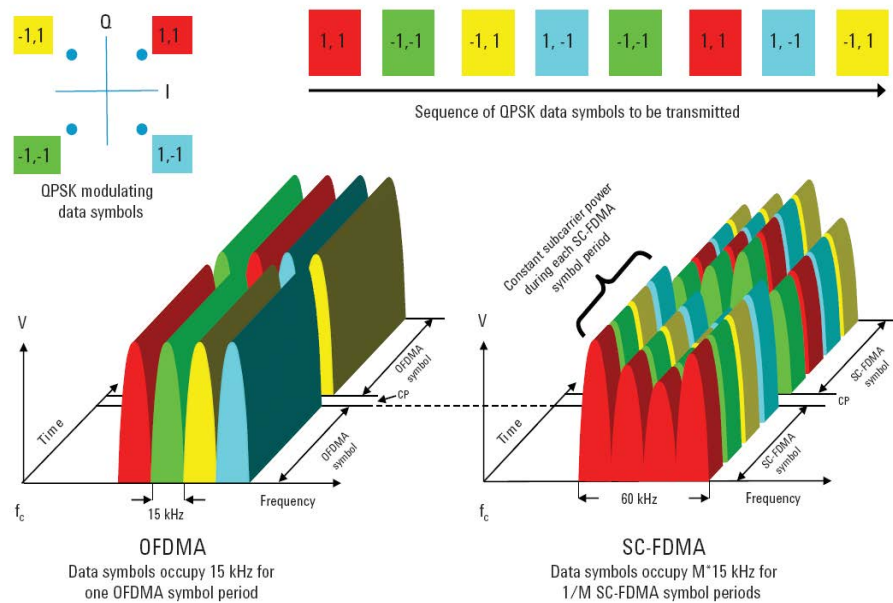 Q
-1,1
1,1
I
-1,-1
1,-1
QPSK modulating
data symbols
1, 1
-1,-1
-1, 1
1, -1
-1,-1
1, 1
1, -1
-1, 1
Sequence of QPSK data symbols to be transmitted
V
Time
OFDMA
symbol
CP
OFDMA
symbol
15 kHz
Frequency
fc
OFDMA
Data symbols occupy 15 kHz for
one OFDMA symbol period
Constant subcarrier power
during each SC-FDMA
symbol period
V
Time
SC-FDMA
symbol
CP
SC-FDMA
symbol
60 kHz
Frequency
fc
SC-FDMA
Data symbols occupy M*15 kHz for
1/M SC-FDMA symbol periods